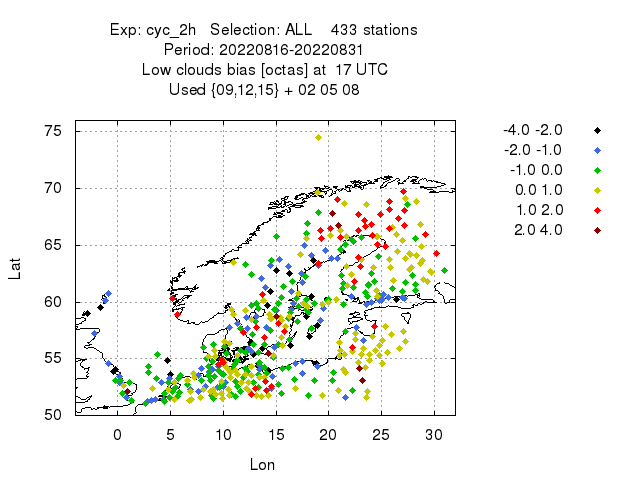 Exp: cyc_2h Selection: ALL 433 stations
Period: 20220816-20220831
Low clouds bias [octas] at 17 UTC
Used {09,12,15} + 02 05 08
75
70
65
60
55
50
0 5 10 15 20 25 30
Lat
Lon
-4.0 -2.0
-2.0 -1.0
-1.0 0.0
0.0 1.0
1.0 2.0
2.0 4.0